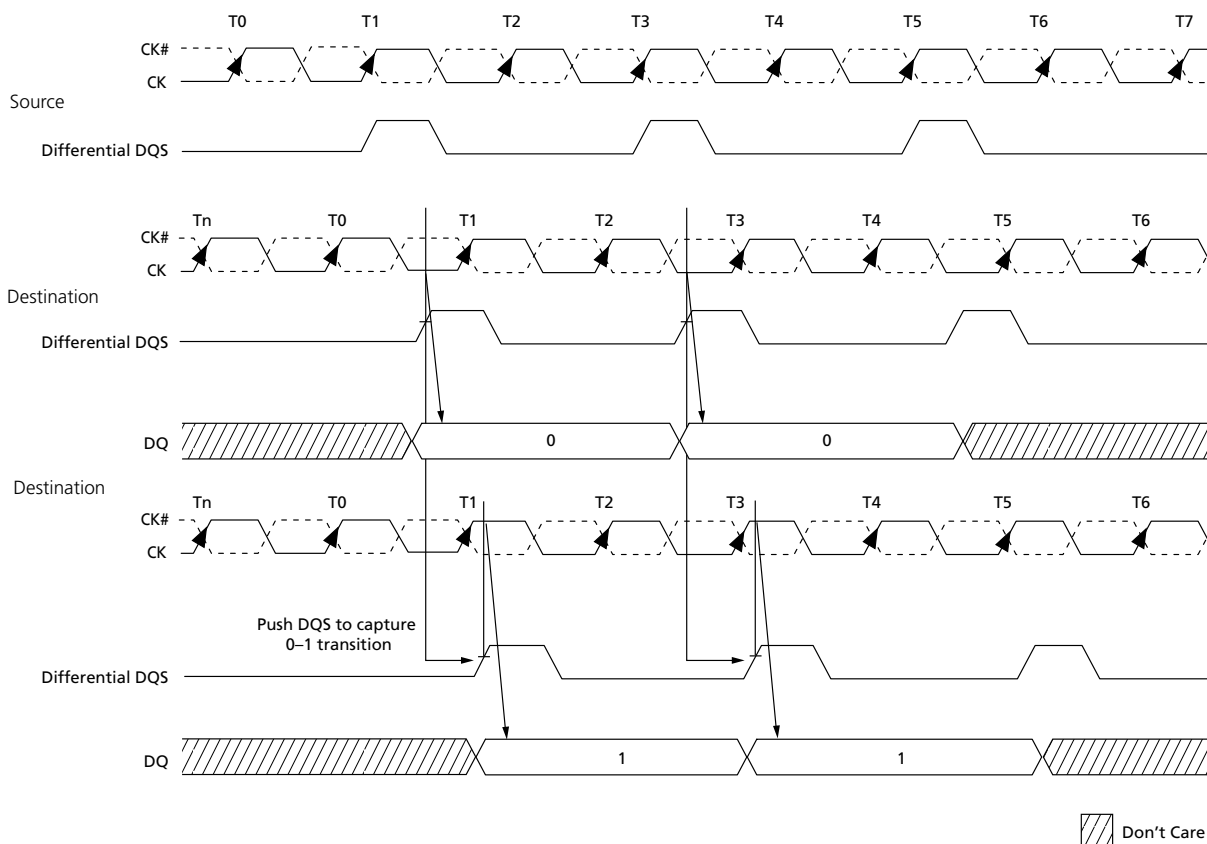 T0 T1 T2 T3 T4 T5 T6 T7
CK#
CK
Source
Differential DQS
Tn T0 T1 T2 T3 T4 T5 T6
CK#
CK
Destination
Differential DQS
DQ 0 0
Destination
Tn T0 T1 T2 T3 T4 T5 T6
CK#
CK
Push DQS to capture
0–1 transition
Differential DQS
DQ 1 1
Don't Care